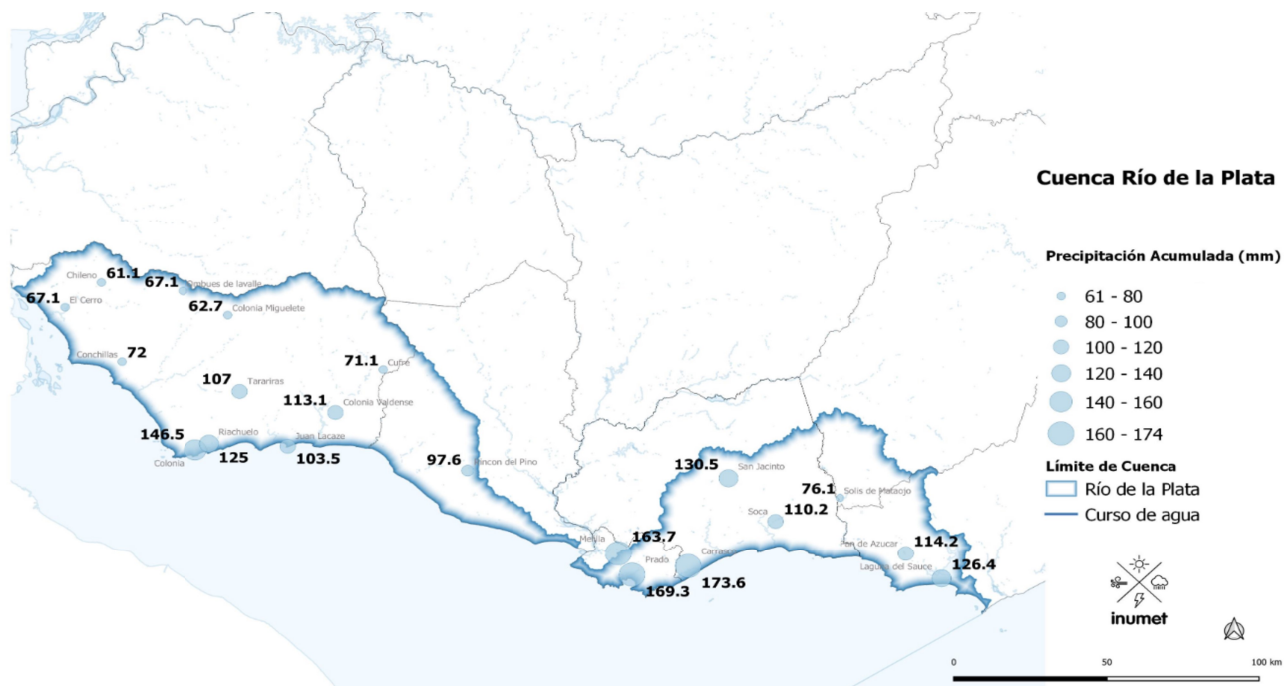 Cuenca Río de la Plata
Precipitación Acumulada (mm)
61 - 80
80 - 100
100 - 120
120 - 140
140 - 160
160 - 174
Límite de Cuenca
Río de la Plata
Curso de agua
inumet
0 50 100 km
Chileno 61.1
67.1 Ombues de lavalle
67.1 El Cerro
62.7 Colonia Miguelete
Conchillas 72
71.1 Cufré
107 Tarariras
113.1 Colonia Valdense
146.5 Riachuelo
Colonia 125
Juan Lacaze
103.5
97.6 Rincon del Pino
130.5 San Jacinto
76.1 Solis de Mataojo
Soca 110.2
Melilla 163.7
Prado
169.3
Carrasco
173.6
Pan de Azucar 114.2
Laguna del Sauce 126.4